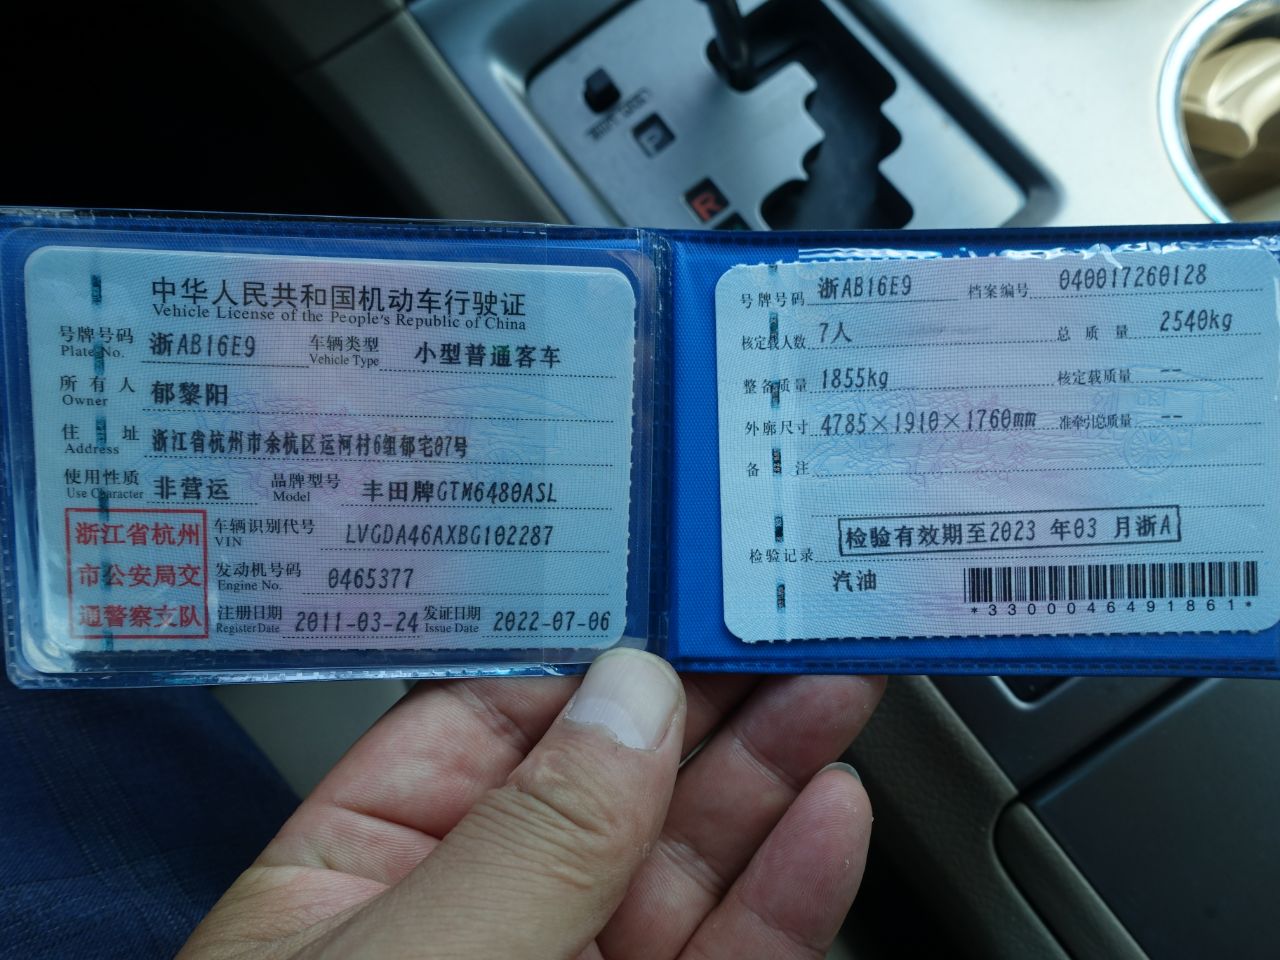 P
R
中华人民共和国机动车行驶证
Vehicle License of the People's Republic of China
号牌号码 浙AB16E9 车辆类型 小型普通客车
Plate No. Vehicle Type
所有人 郁黎阳
Owner
住址 浙江省杭州市余杭区运河村6组郁宅07号
Address
使用性质 非营运 品牌型号 丰田牌GTM6480ASL
Use Character Model
浙江省杭州
市公安局交
通警察支队
车辆识别代号 LVGDA46AXBG102287
VIN
发动机号码 0465377
Engine No.
注册日期 2011-03-24 发证日期 2022-07-06
Register Date Issue Date
号牌号码 浙AB16E9 档案编号 040017260128
核定载人数 7人 总质量 2540kg
整备质量 1855kg 核定载质量 --
外廓尺寸 4785×1910×1760mm 准牵引总质量 --
备注
检验有效期至2023 年03 月浙A
检验记录
汽油
*3300046491861*